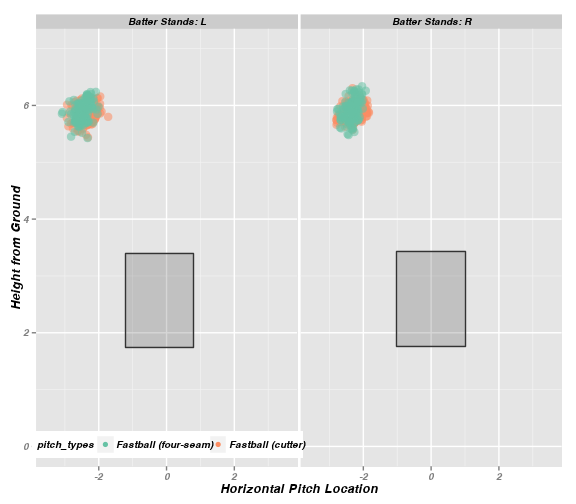 Batter Stands: L
Batter Stands: R
6
4
2
0
Height from Ground
pitch_types Fastball (four-seam) Fastball (cutter)
-2 0 2 -2 0 2
Horizontal Pitch Location